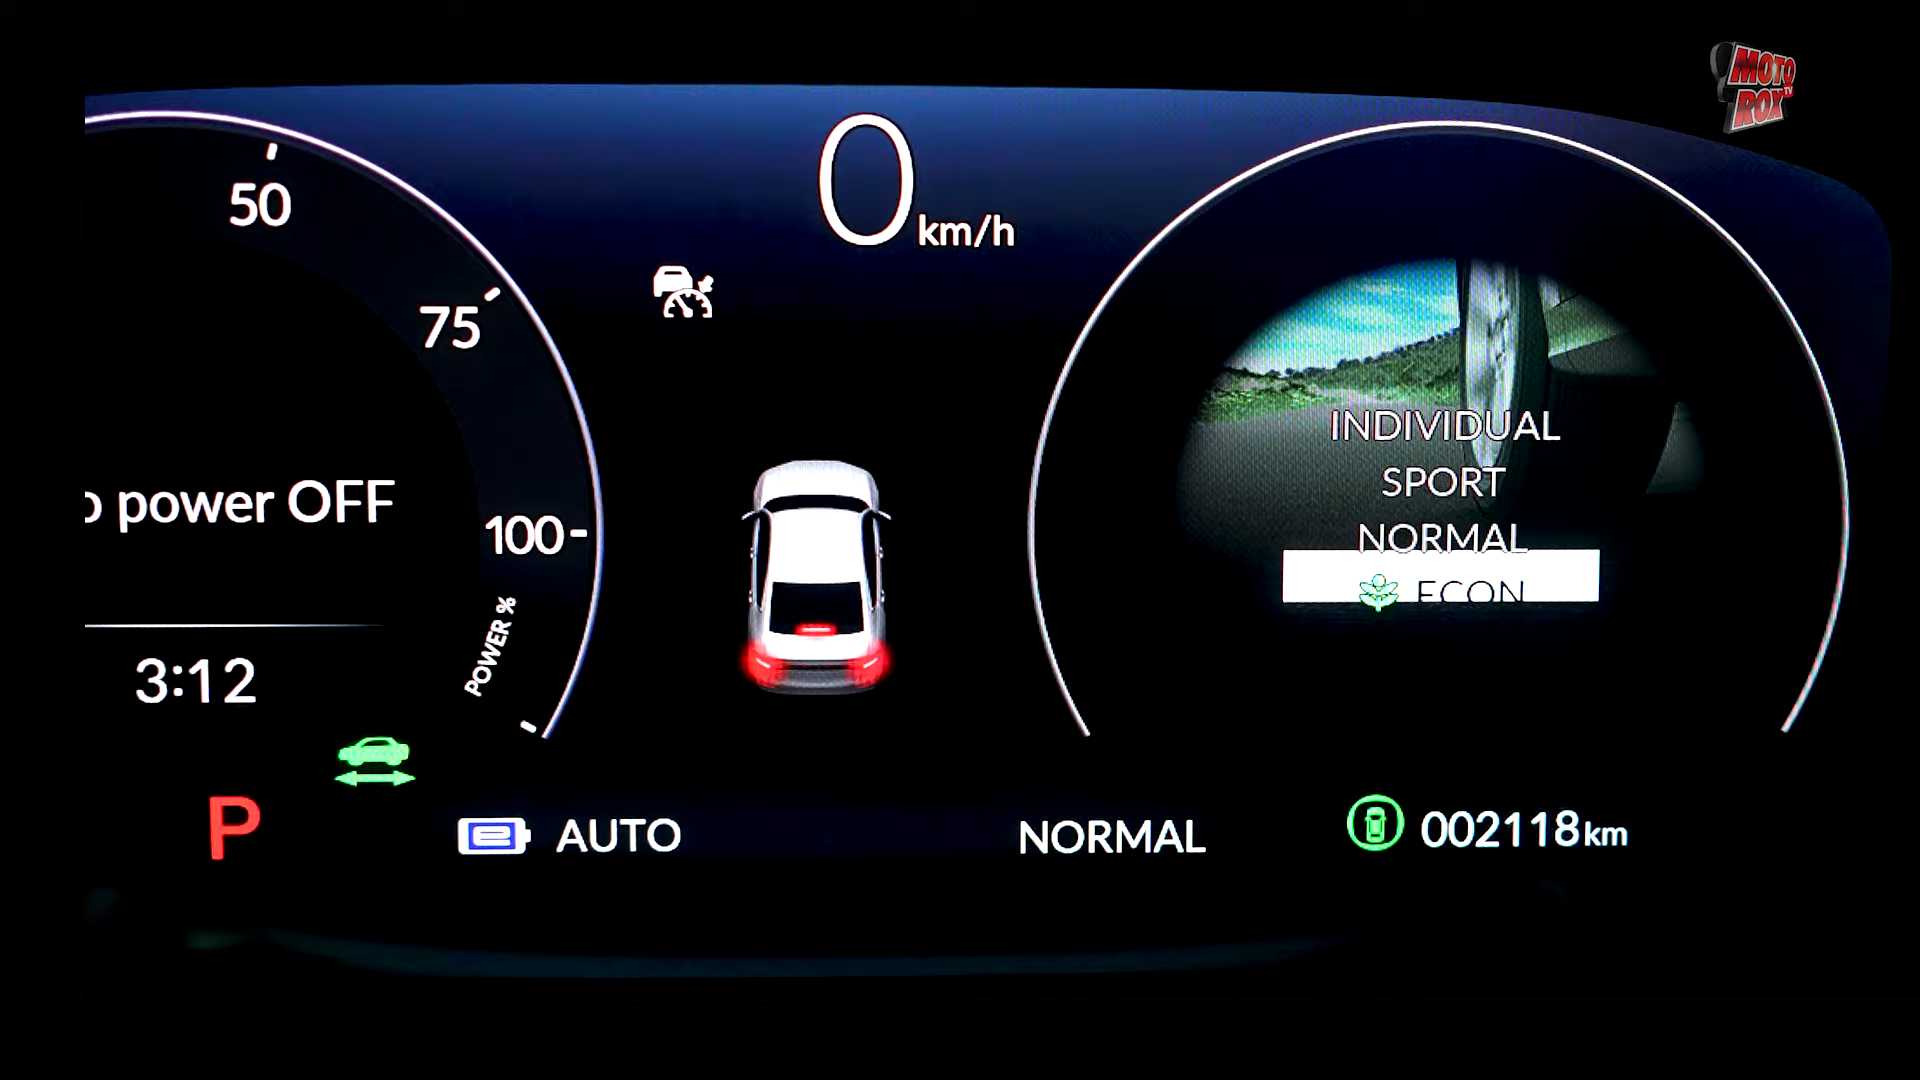 MOTO
ROX
TV
0 km/h
50
75
100
POWER %
o power OFF
3:12
P
e AUTO
NORMAL
002118km
INDIVIDUAL
SPORT
NORMAL
ECON